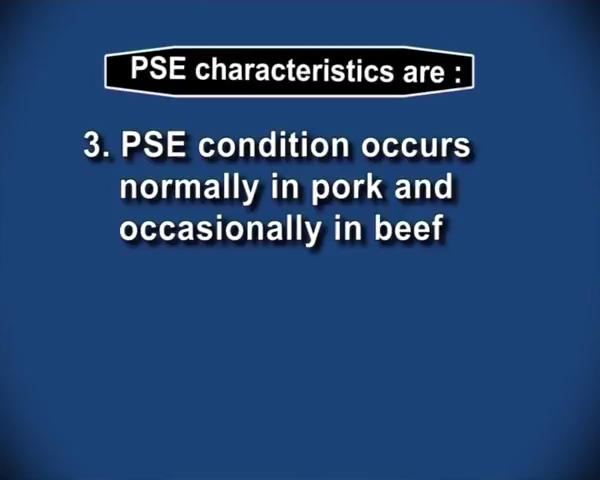 PSE characteristics are :
3. PSE condition occurs
normally in pork and
occasionally in beef